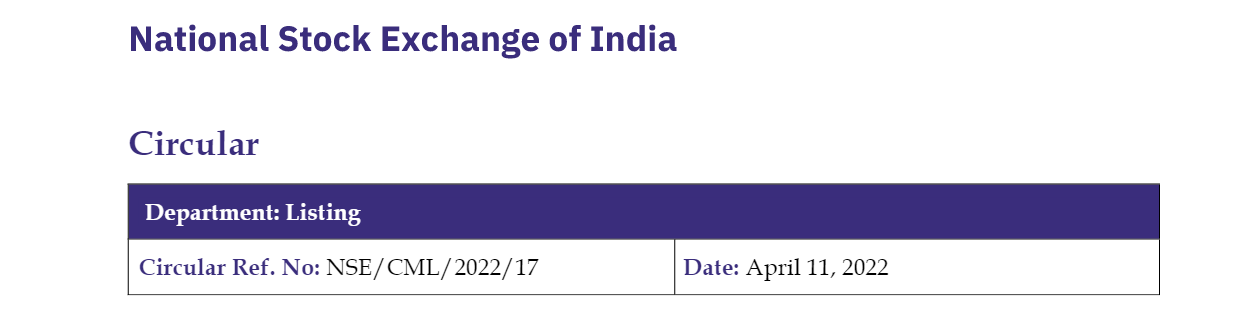 National Stock Exchange of India
Circular
Department: Listing
Circular Ref. No: NSE/CML/2022/17
Date: April 11, 2022